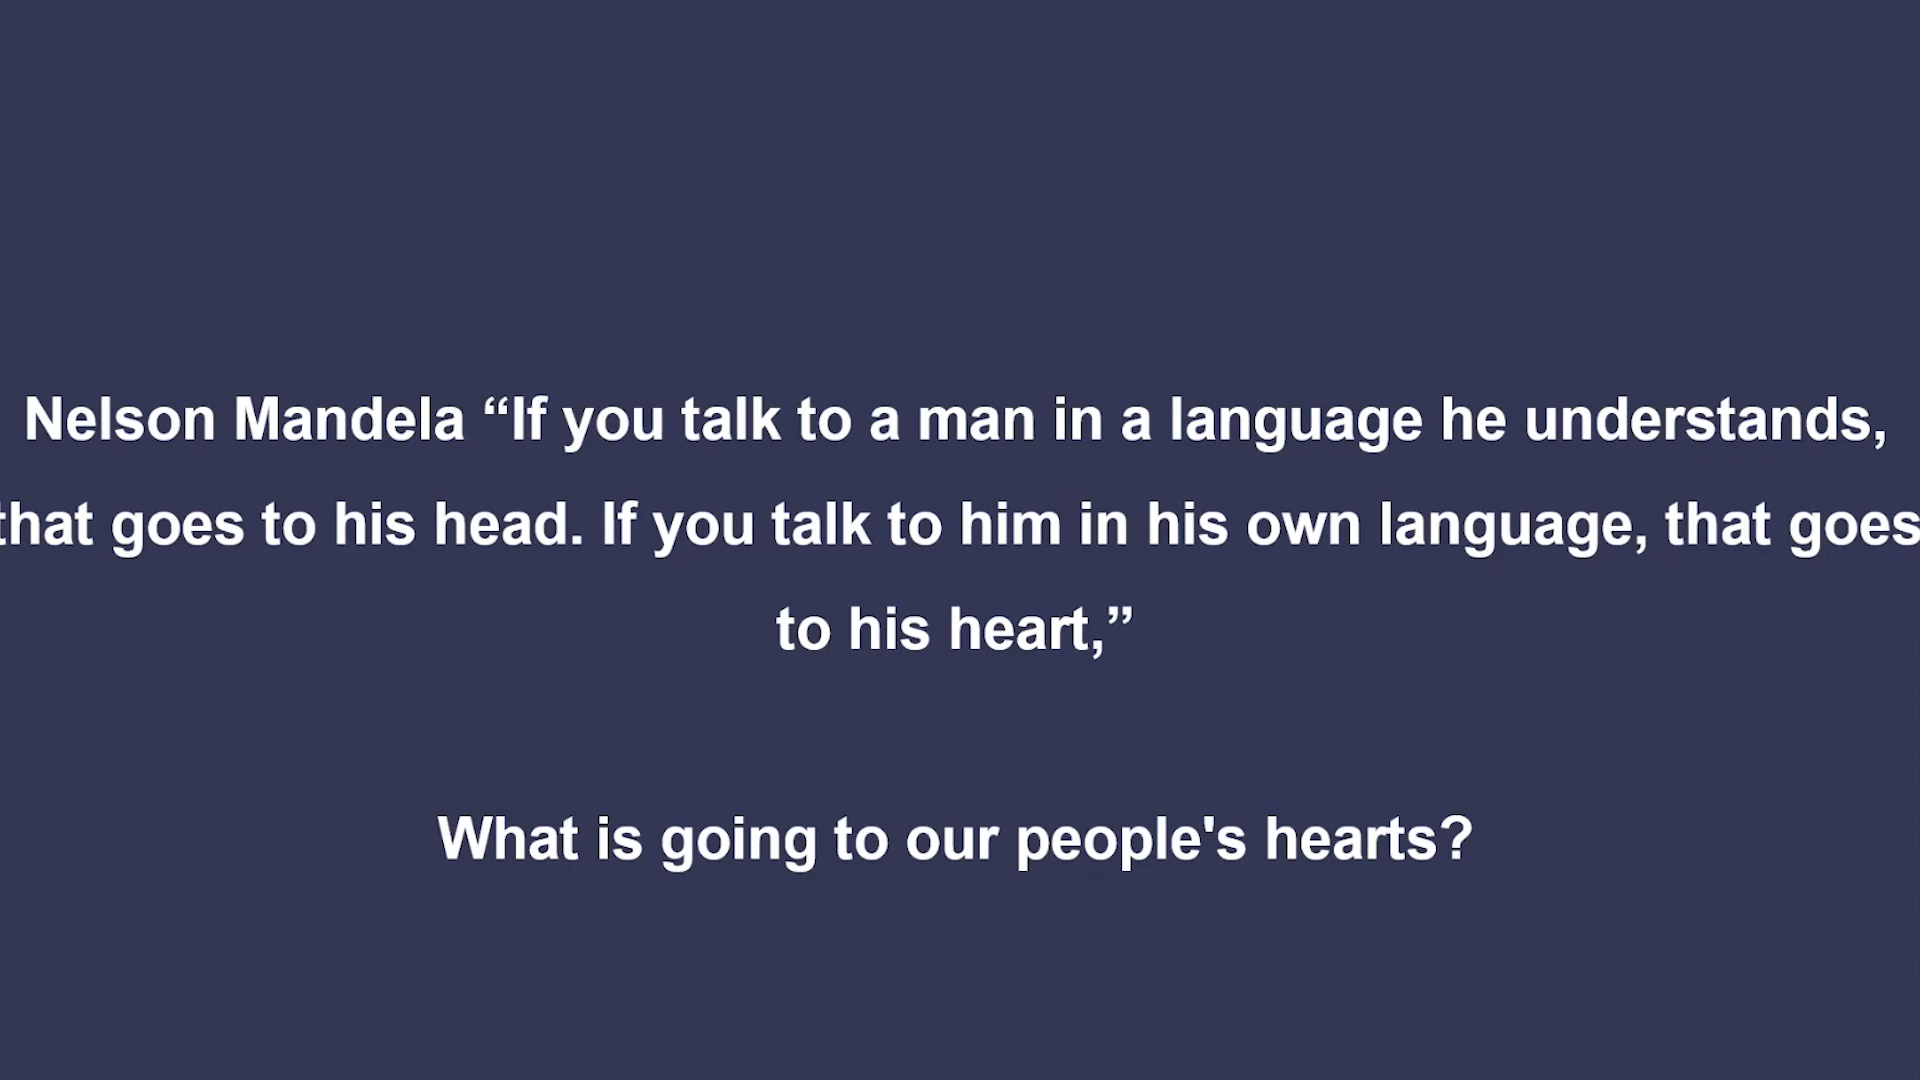 Nelson Mandela “If you talk to a man in a language he understands,
that goes to his head. If you talk to him in his own language, that goes
to his heart,”
What is going to our people's hearts?